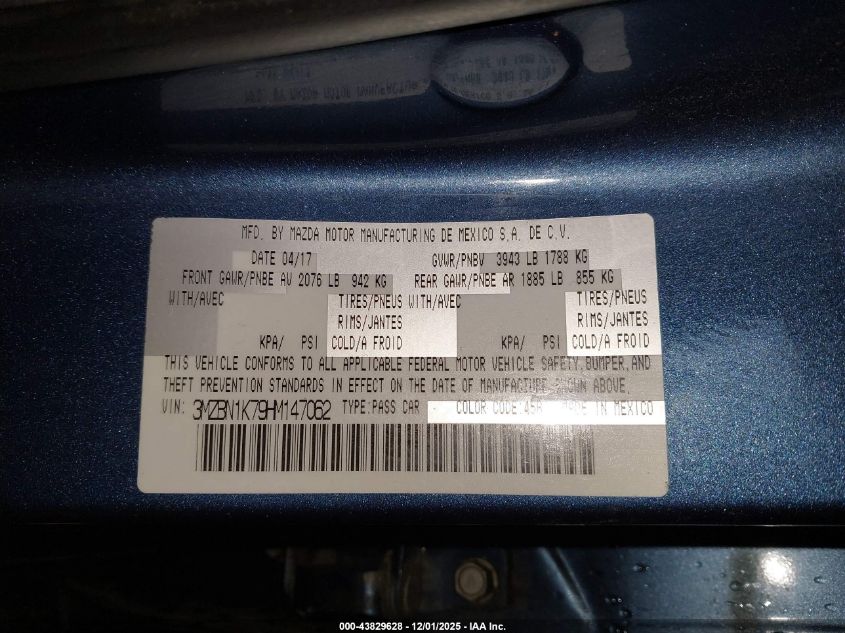 MFD. BY MAZDA MOTOR MANUFACTURING DE MEXICO S.A. DE C.V.
DATE 04/17 GVWR/PNBV 3943 LB 1788 KG
FRONT GAWR/PNBE AV 2076 LB 942 KG REAR GAWR/PNBE AR 1885 LB 855 KG
WITH/AVEC TIRES/PNEUS WITH/AVEC TIRES/PNEUS
RIMS/JANTES RIMS/JANTES
KPA/ PSI COLD/A FROID KPA/ PSI COLD/A FROID
THIS VEHICLE CONFORMS TO ALL APPLICABLE FEDERAL MOTOR VEHICLE SAFETY, BUMPER, AND
THEFT PREVENTION STANDARDS IN EFFECT ON THE DATE OF MANUFACTURE SHOWN ABOVE.
VIN: 3MZBN1K79HM147062 TYPE:PASS CAR COLOR CODE: MADE IN MEXICO
000-43829628 - 12/01/2025 - IAA Inc.